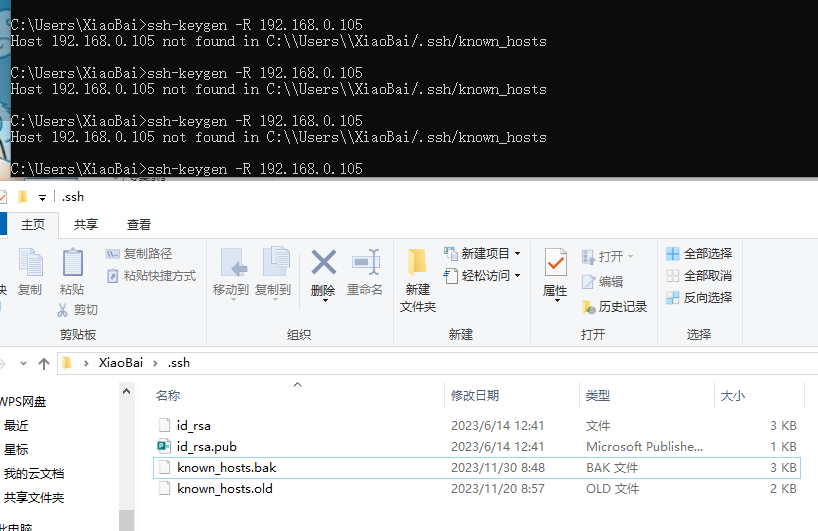 C:\Users\XiaoBai>ssh-keygen -R 192.168.0.105
Host 192.168.0.105 not found in C:\\Users\\XiaoBai/.ssh/known_hosts
C:\Users\XiaoBai>ssh-keygen -R 192.168.0.105
Host 192.168.0.105 not found in C:\\Users\\XiaoBai/.ssh/known_hosts
C:\Users\XiaoBai>ssh-keygen -R 192.168.0.105
Host 192.168.0.105 not found in C:\\Users\\XiaoBai/.ssh/known_hosts
C:\Users\XiaoBai>ssh-keygen -R 192.168.0.105
.ssh
主页 共享 查看
复制 粘贴 复制路径
粘贴快捷方式
剪切
移动到 复制到 删除 重命名
新建
文件夹
新建项目
轻松访问
属性 打开
编辑
历史记录
全部选择
全部取消
反向选择
剪贴板 组织 新建 打开 选择
XiaoBai › .ssh
WPS网盘
最近
星标
我的云文档
共享文件夹
名称 修改日期 类型 大小
id_rsa 2023/6/14 12:41 文件 3 KB
id_rsa.pub 2023/6/14 12:41 Microsoft Publishe... 1 KB
known_hosts.bak 2023/11/30 8:48 BAK 文件 3 KB
known_hosts.old 2023/11/20 8:57 OLD 文件 2 KB